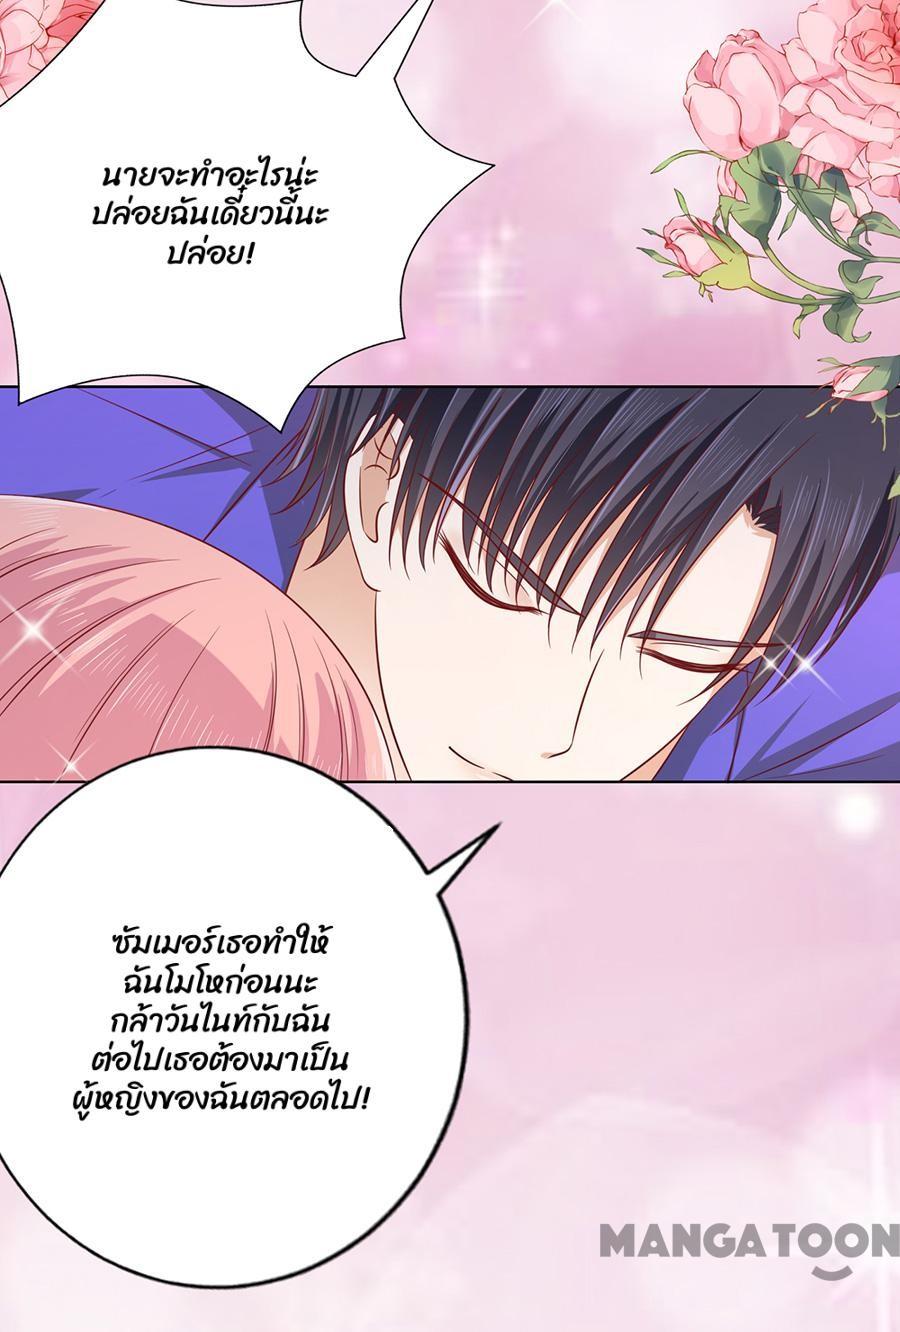 นายจะทำอะไรน่ะ
ปล่อยฉันเดี๋ยวนี้นะ
ปล่อย!
ซัมเมอร์เธอทำให้
ฉันโมโหก่อนนะ
กล้าวันไนท์กับฉัน
ต่อไปเธอต้องมาเป็น
ผู้หญิงของฉันตลอดไป!
MANGATOON